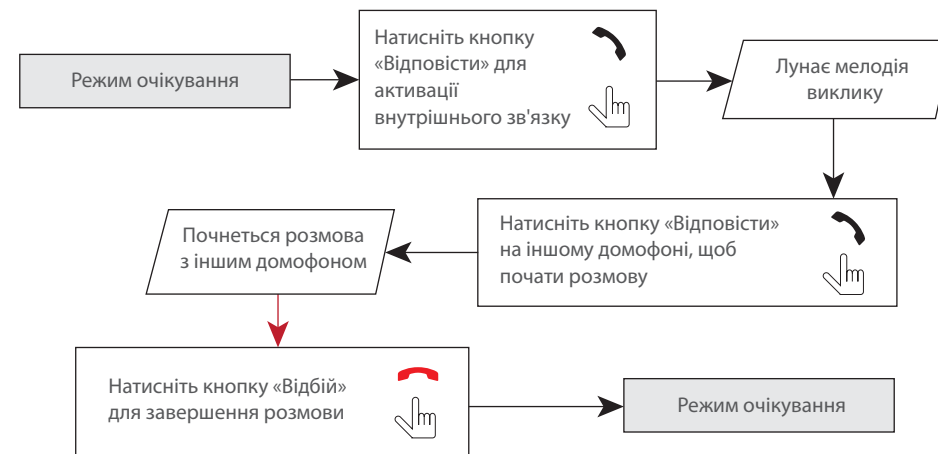 Режим очікування
Натисніть кнопку
«Відповісти» для
активації
внутрішнього зв'язку
Лунає мелодія
виклику
Натисніть кнопку «Відповісти»
на іншому домофоні, щоб
почати розмову
Почнеться розмова
з іншим домофоном
Натисніть кнопку «Відбій»
для завершення розмови
Режим очікування